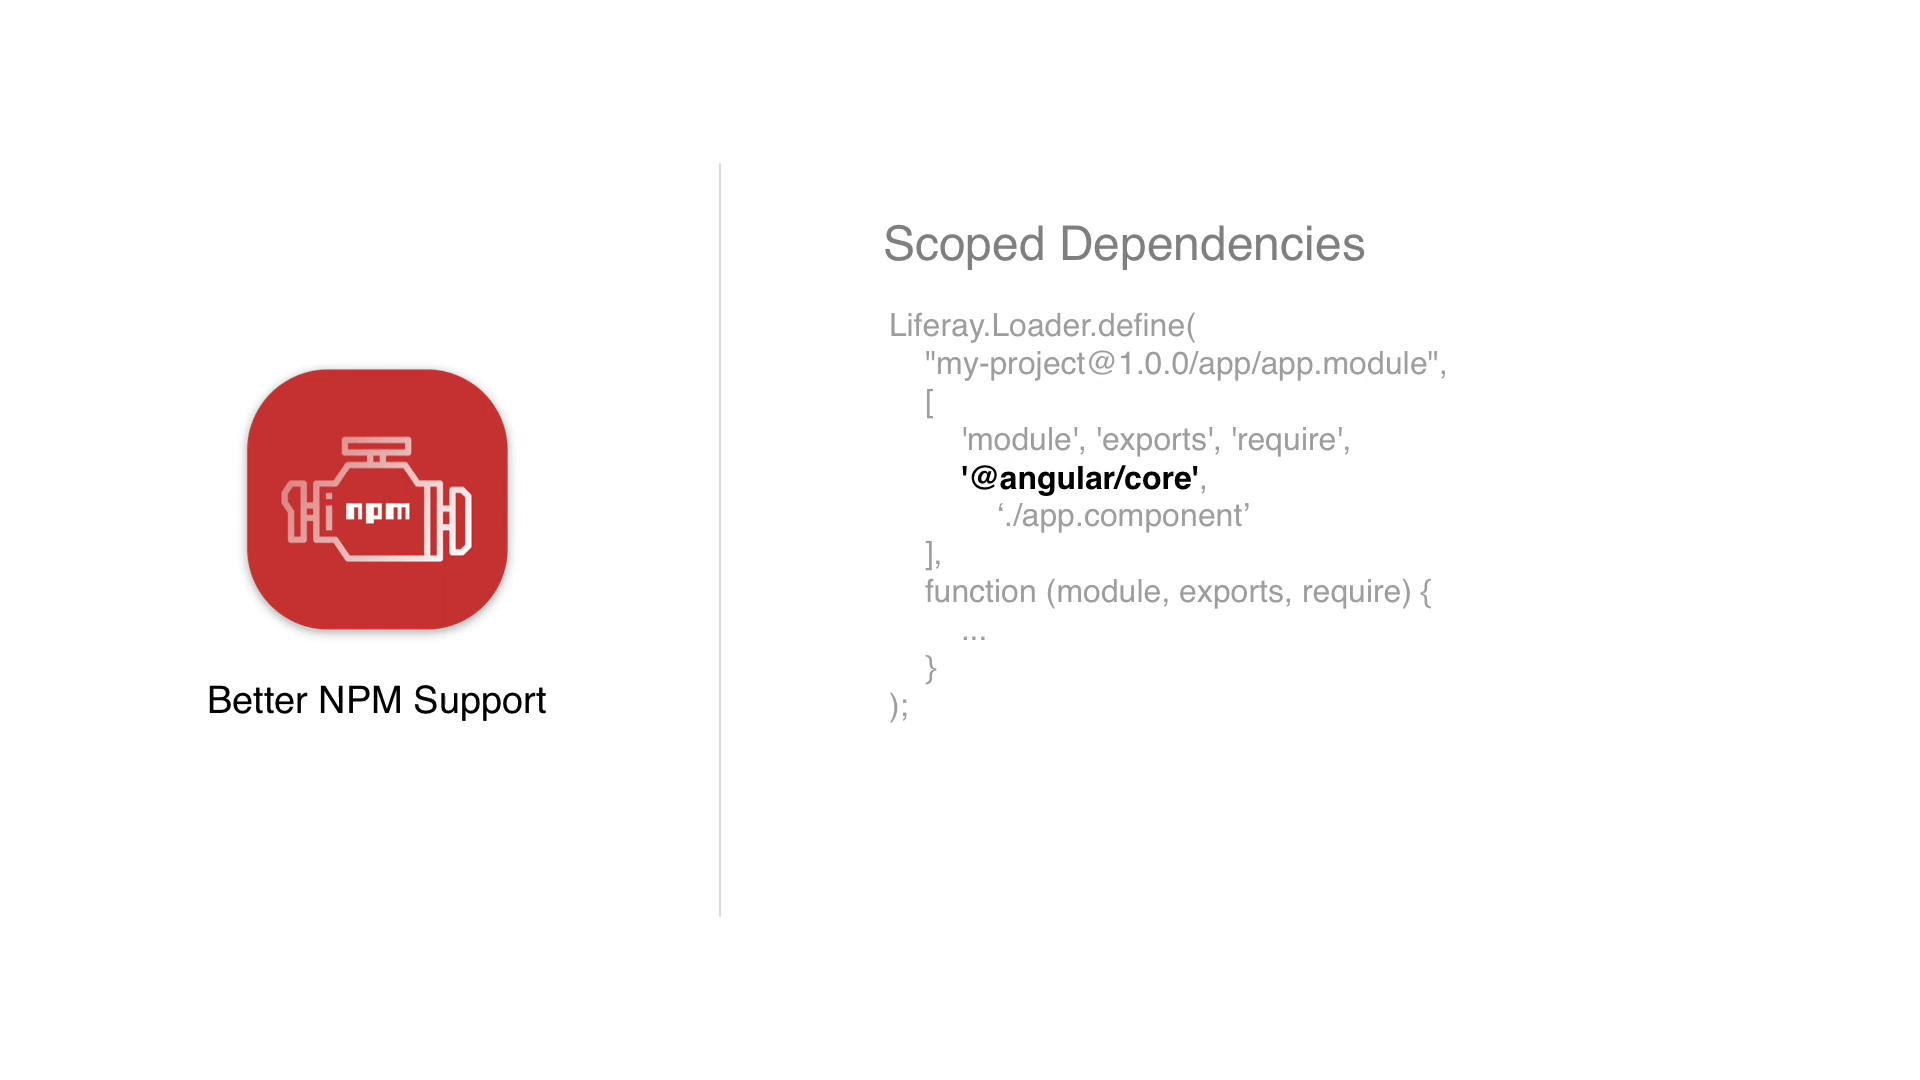 npm
Better NPM Support
Scoped Dependencies
Liferay.Loader.define(
"my-project@1.0.0/app/app.module",
[
'module', 'exports', 'require',
'@angular/core',
‘./app.component’
],
function (module, exports, require) {
...
}
);